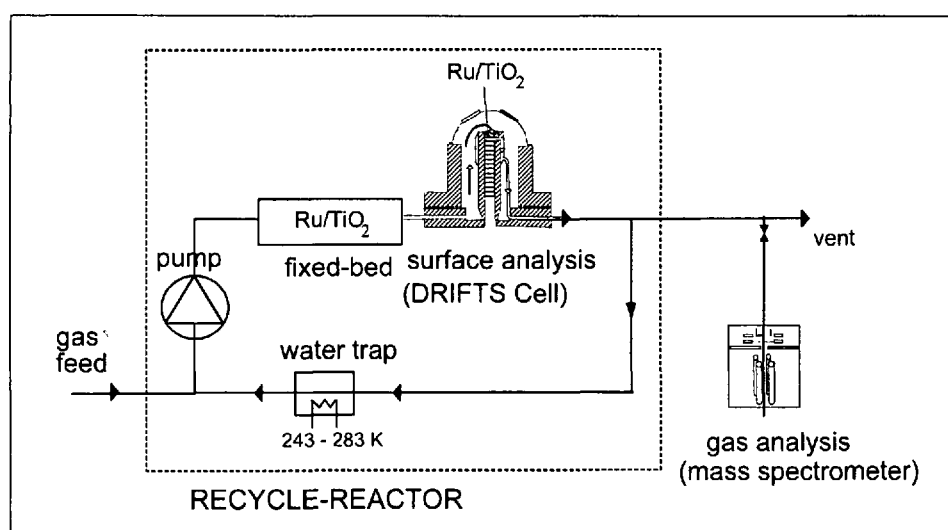 Ru/TiO2
Ru/TiO2
pump
fixed-bed
surface analysis
(DRIFTS Cell)
vent
gas
feed
water trap
243 - 283 K
gas analysis
(mass spectrometer)
RECYCLE-REACTOR